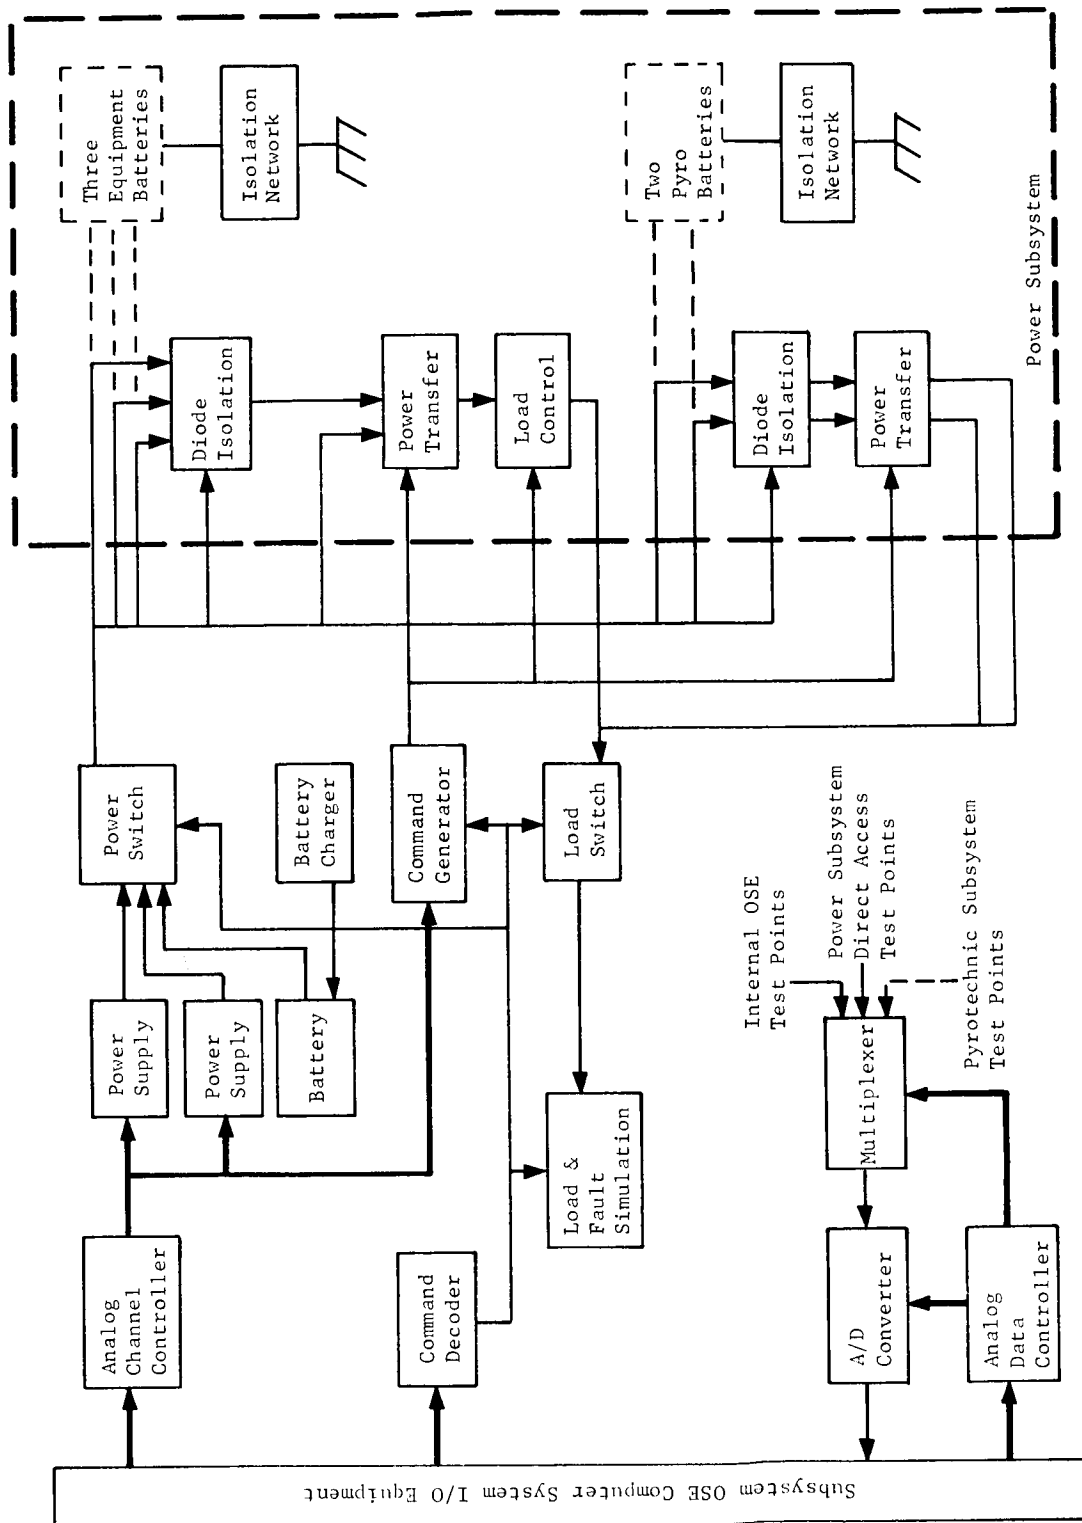 Subsystem OSE Computer System I/O Equipment
Analog
Channel
Controller
Power
Supply
Power
Supply
Battery
Battery
Charger
Power
Switch
Command
Decoder
Command
Generator
Load &
Fault
Simulation
Load
Switch
Three
Equipment
Batteries
Isolation
Network
Diode
Isolation
Power
Transfer
Load
Control
Two
Pyro
Batteries
Isolation
Network
Diode
Isolation
Power
Transfer
Power Subsystem
Internal OSE
Test Points
Power Subsystem
Direct Access
Test Points
Pyrotechnic Subsystem
Test Points
Multiplexer
A/D
Converter
Analog
Data
Controller